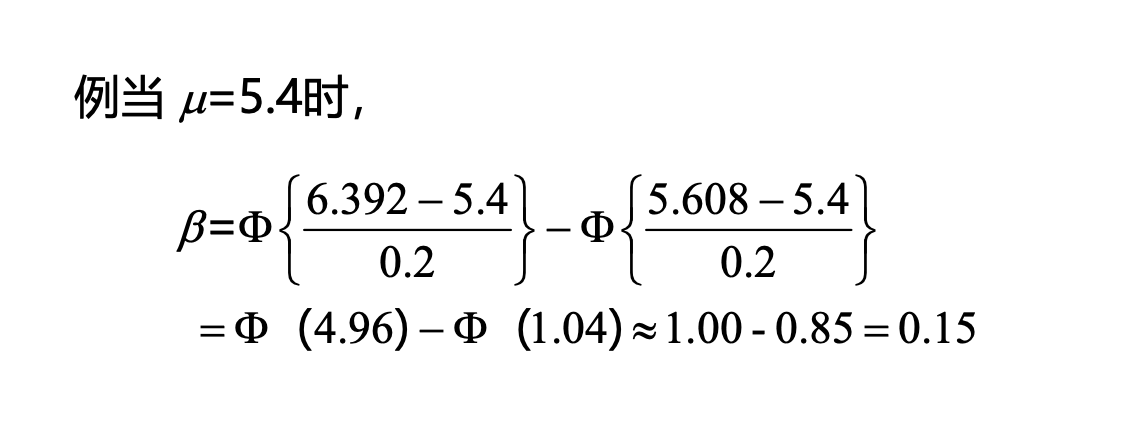 例当 μ=5.4时,
β=Φ{(6.392 – 5.4)/0.2} – Φ{(5.608 – 5.4)/0.2}
= Φ (4.96) – Φ (1.04) ≈ 1.00 - 0.85 = 0.15